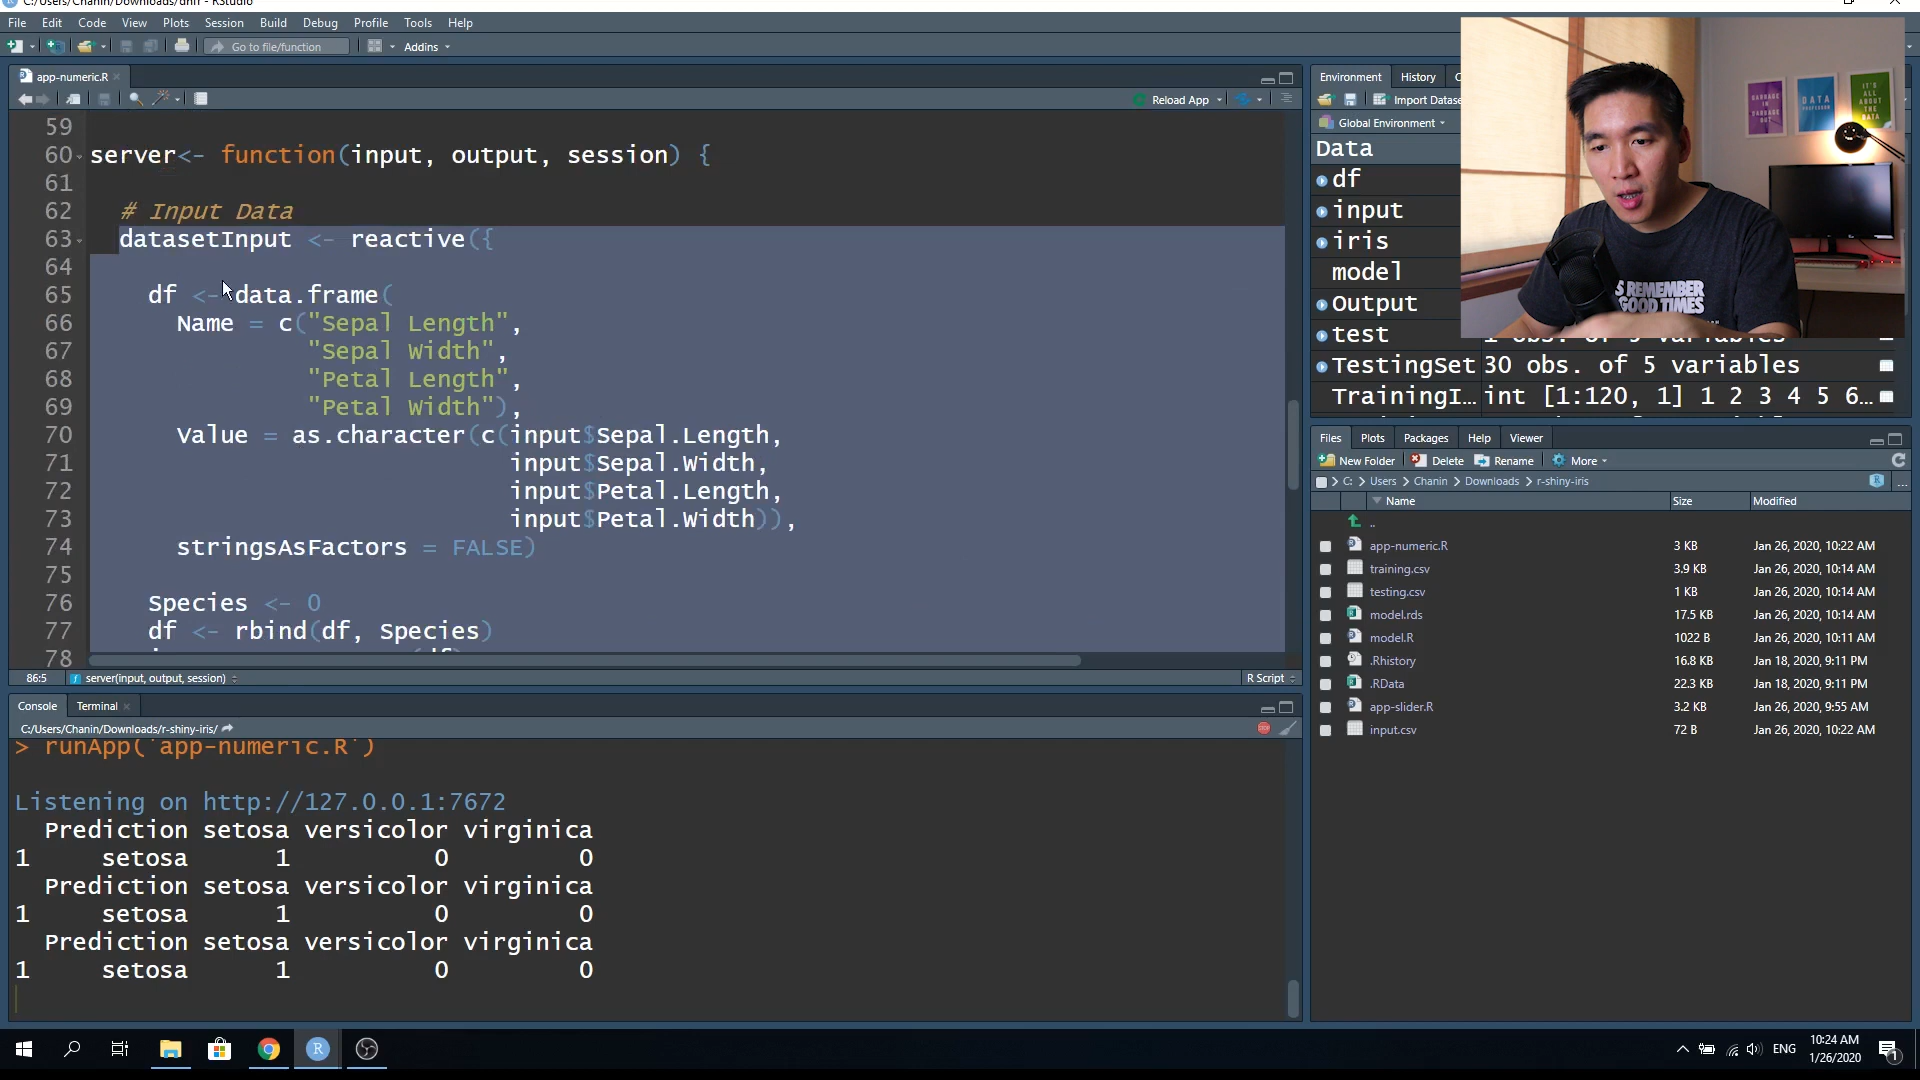 C:/Users/Chanin/Downloads/dhfr - RStudio
File Edit Code View Plots Session Build Debug Profile Tools Help
Go to file/function
Addins
app-numeric.R
Reload App
59
60 server<- function(input, output, session) {
61
62 # Input Data
63 datasetInput <- reactive({
64
65 df <- data.frame(
66 Name = c("Sepal Length",
67 "Sepal Width",
68 "Petal Length",
69 "Petal Width"),
70 Value = as.character(c(input$Sepal.Length,
71 input$Sepal.Width,
72 input$Petal.Length,
73 input$Petal.Width)),
74 stringsAsFactors = FALSE)
75
76 Species <- 0
77 df <- rbind(df, Species)
78
86:5 server(input, output, session) R Script
Console Terminal
C:/Users/Chanin/Downloads/r-shiny-iris/
> runApp('app-numeric.R')
Listening on http://127.0.0.1:7672
Prediction setosa versicolor virginica
1 setosa 1 0 0
Prediction setosa versicolor virginica
1 setosa 1 0 0
Prediction setosa versicolor virginica
1 setosa 1 0 0
Environment History
Import Datase
Global Environment
Data
df
input
iris
model
Output
test 1 obs. of 5 variables
TestingSet 30 obs. of 5 variables
TrainingI... int [1:120, 1] 1 2 3 4 5 6...
GARBAGE IN GARBAGE OUT
DATA PROFESSOR
IT'S ALL ABOUT THE DATA
S REMEMBER
GOOD TIMES
Files Plots Packages Help Viewer
New Folder Delete Rename More
C: > Users > Chanin > Downloads > r-shiny-iris
Name Size Modified
..
app-numeric.R 3 KB Jan 26, 2020, 10:22 AM
training.csv 3.9 KB Jan 26, 2020, 10:14 AM
testing.csv 1 KB Jan 26, 2020, 10:14 AM
model.rds 17.5 KB Jan 26, 2020, 10:14 AM
model.R 1022 B Jan 26, 2020, 10:11 AM
.Rhistory 16.8 KB Jan 18, 2020, 9:11 PM
.RData 22.3 KB Jan 18, 2020, 9:11 PM
app-slider.R 3.2 KB Jan 26, 2020, 9:55 AM
input.csv 72 B Jan 26, 2020, 10:22 AM
ENG
10:24 AM
1/26/2020
1